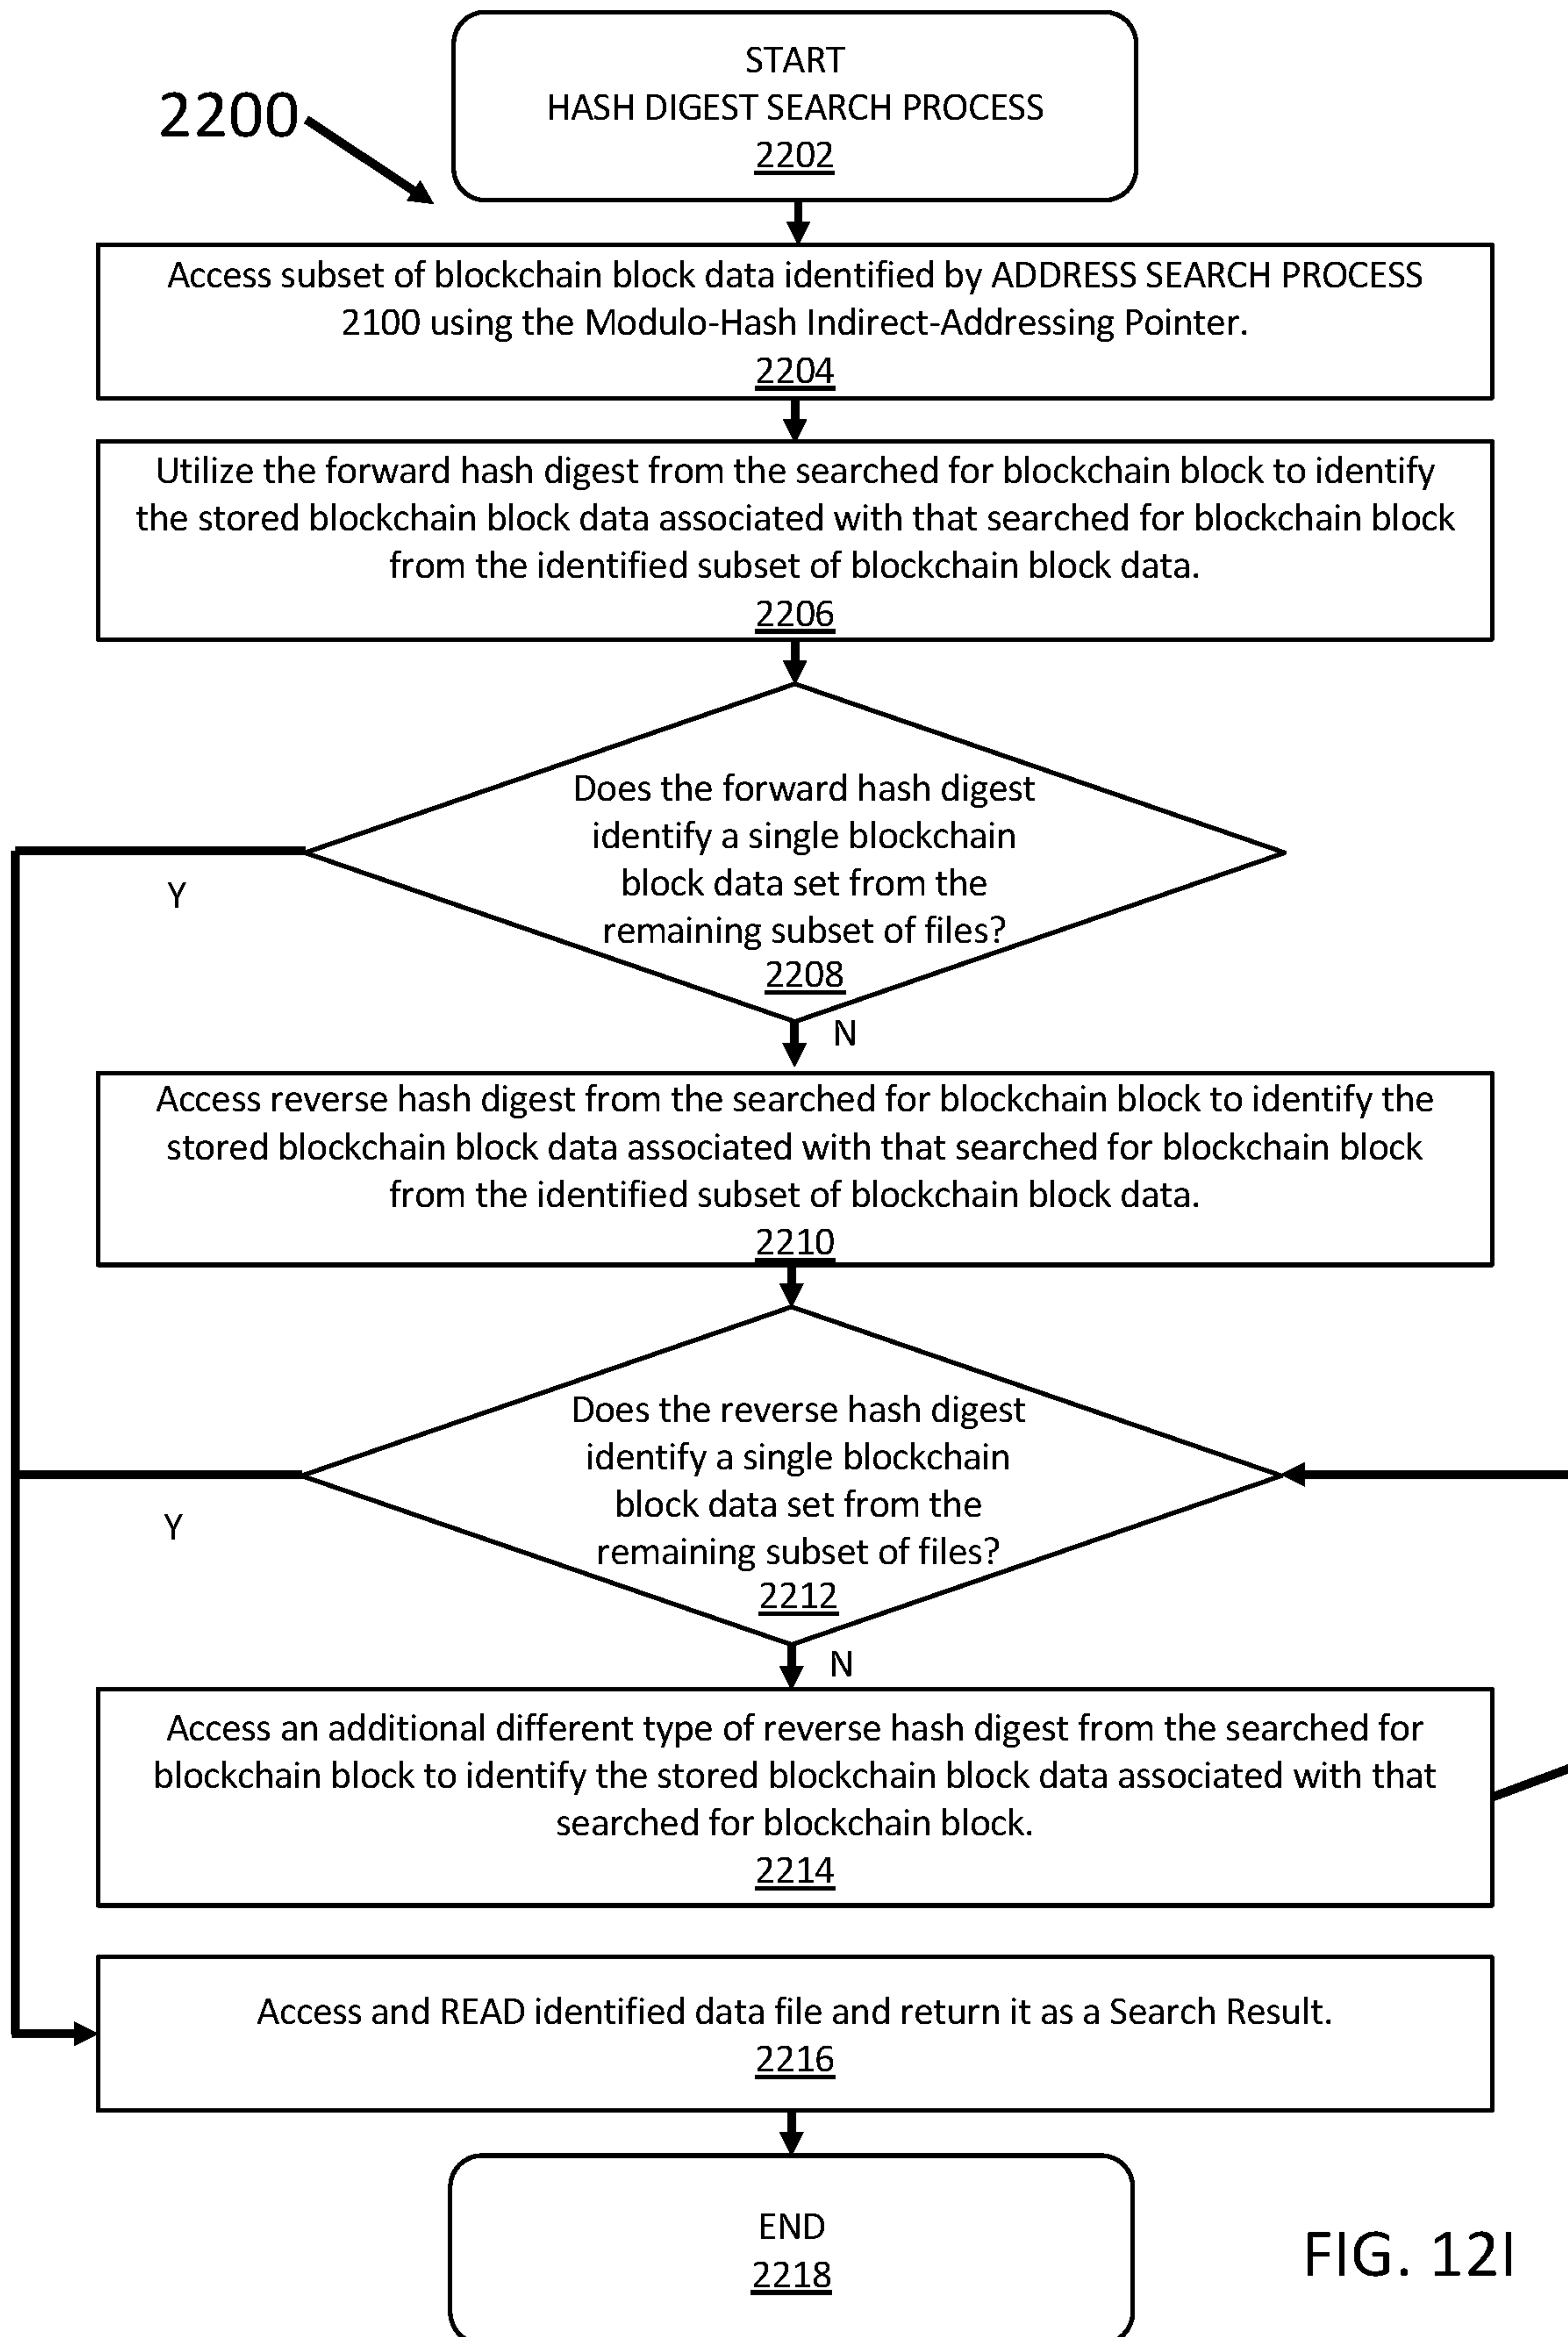 START
HASH DIGEST SEARCH PROCESS
2202
2200
Access subset of blockchain block data identified by ADDRESS SEARCH PROCESS
2100 using the Modulo-Hash Indirect-Addressing Pointer.
2204
Utilize the forward hash digest from the searched for blockchain block to identify
the stored blockchain block data associated with that searched for blockchain block
from the identified subset of blockchain block data.
2206
Does the forward hash digest
identify a single blockchain
block data set from the
remaining subset of files?
2208
Y
N
Access reverse hash digest from the searched for blockchain block to identify the
stored blockchain block data associated with that searched for blockchain block
from the identified subset of blockchain block data.
2210
Does the reverse hash digest
identify a single blockchain
block data set from the
remaining subset of files?
2212
Y
N
Access an additional different type of reverse hash digest from the searched for
blockchain block to identify the stored blockchain block data associated with that
searched for blockchain block.
2214
Access and READ identified data file and return it as a Search Result.
2216
END
2218
FIG. 12I